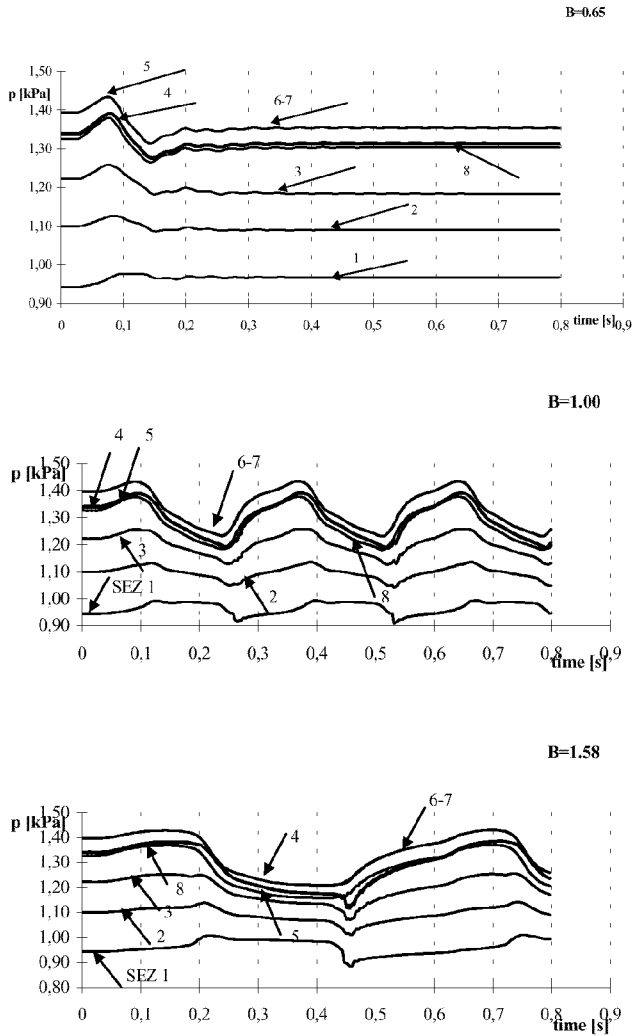 B=0.65
p [kPa]
1,50
1,40
1,30
1,20
1,10
1,00
0,90
5
4
6-7
3
8
2
1
0 0,1 0,2 0,3 0,4 0,5 0,6 0,7 0,8 0,9
time [s]
B=1.00
p [kPa]
1.50
1.40
1.30
1.20
1.10
1.00
0,90
4
5
6-7
3
SEZ 1
2
8
0 0,1 0,2 0,3 0,4 0,5 0,6 0,7 0,8 0,9
time [s]
B=1.58
p [kPa]
1,50
1,40
1,30
1,20
1,10
1,00
0,90
0,80
6-7
4
8
3
2
5
SEZ 1
0 0,1 0,2 0,3 0,4 0,5 0,6 0,7 0,8 0,9
time [s]